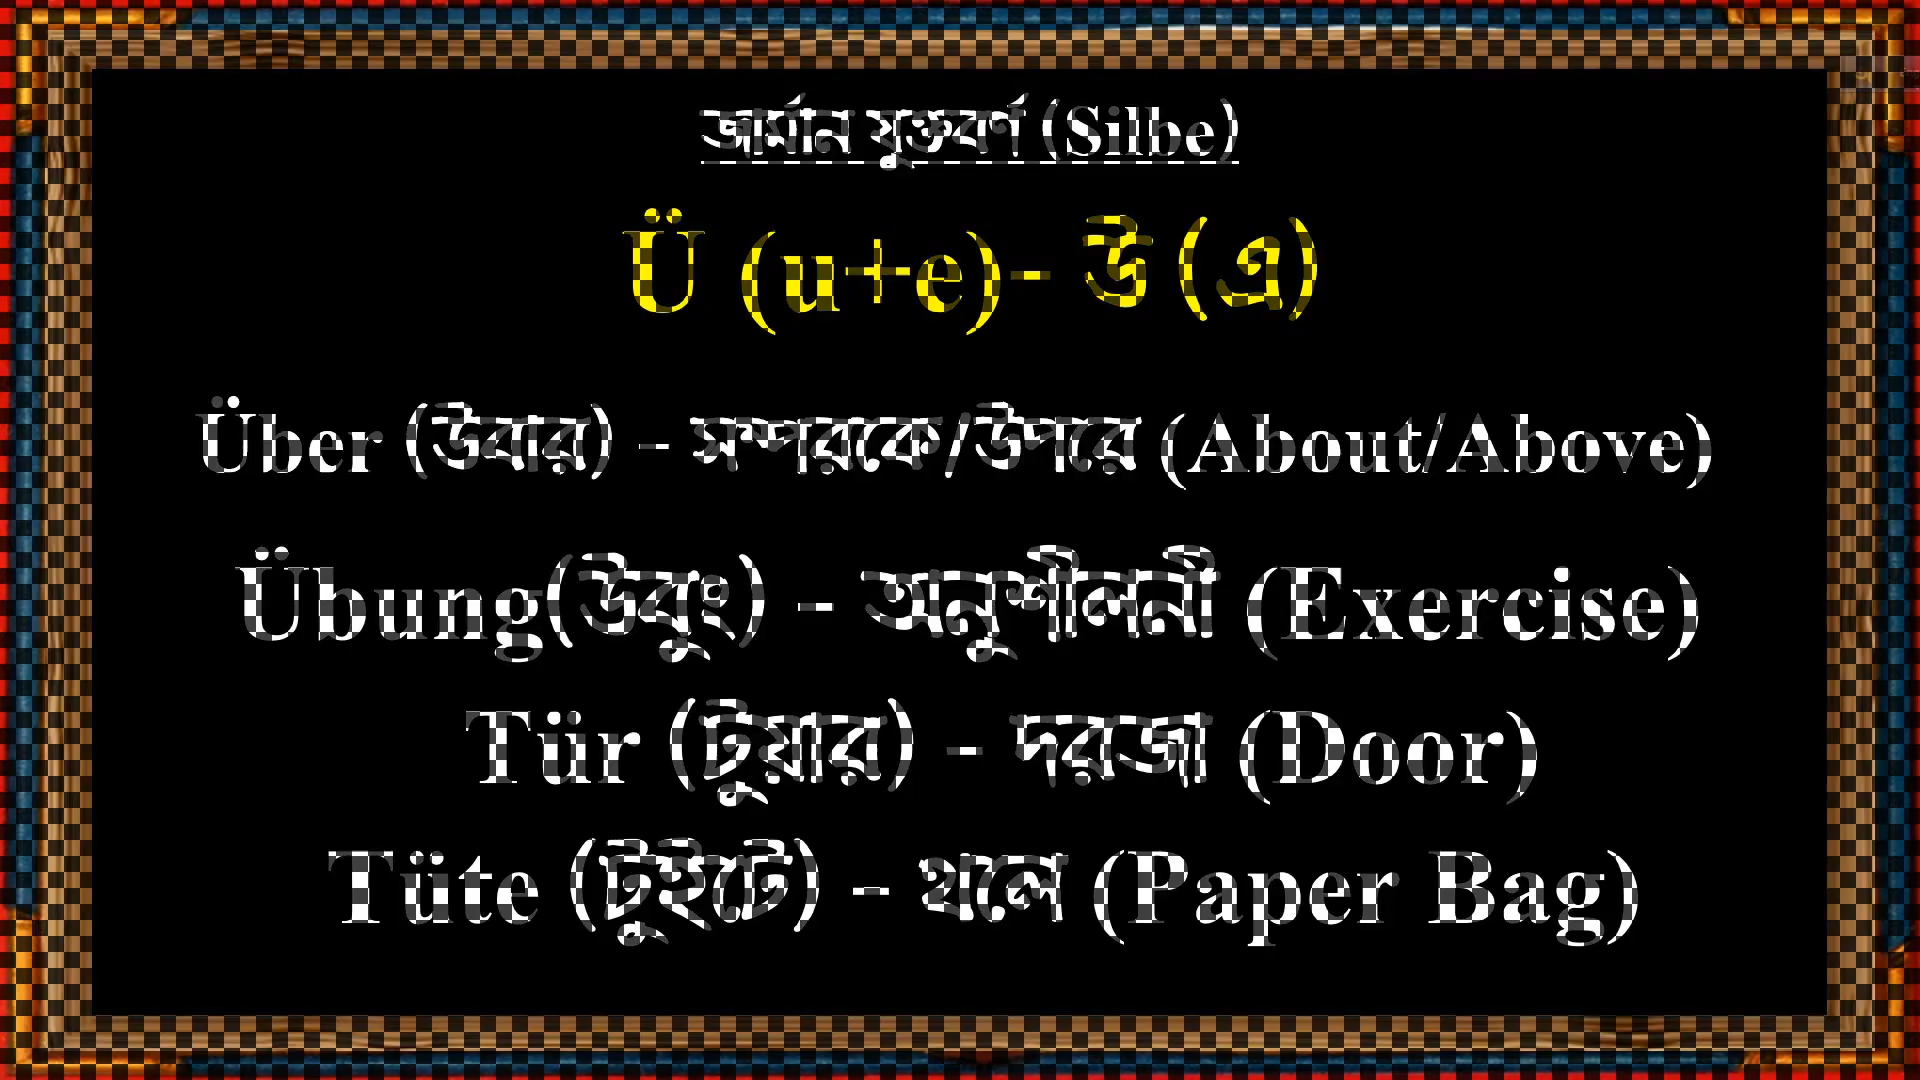 জার্মান যুক্তবর্ণ (Silbe)
Ü (u+e)- উ (এ)
Über (উবার) - সম্পরকে/উপরে (About/Above)
Übung(উবুং) - অনুশীলনী (Exercise)
Tür (টুয়ার) - দরজা (Door)
Tüte (টুইটে) - থলে (Paper Bag)